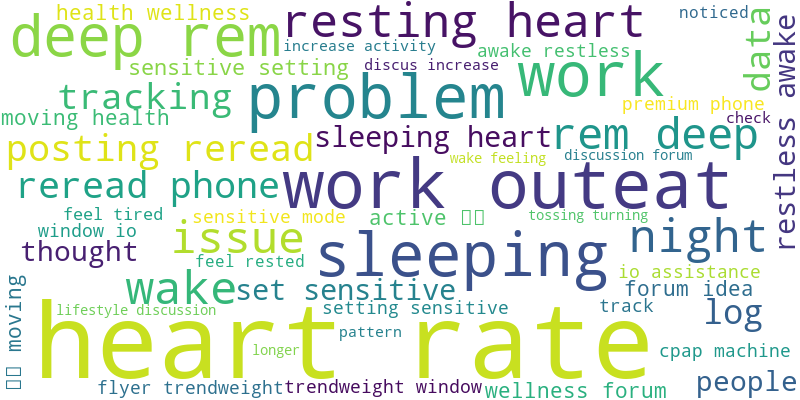 health wellness
resting heart
noticed
deep rem
increase activity
awake restless
data
restless awake
sensitive setting
discus increase
work
tracking
problem
premium phone
moving health
check
sleeping heart
rem deep
posting reread
wake feeling
discussion forum
reread phone
work outeat
feel tired
sensitive mode
active
tossing turning
window io
issue
night
thought
feel rested
sleeping
io assistance
wake
set sensitive
forum idea
moving
lifestyle discussion
heart rate
setting sensitive
track
log
pattern
longer
cpap machine
flyer trendweight
trendweight window
wellness forum
people